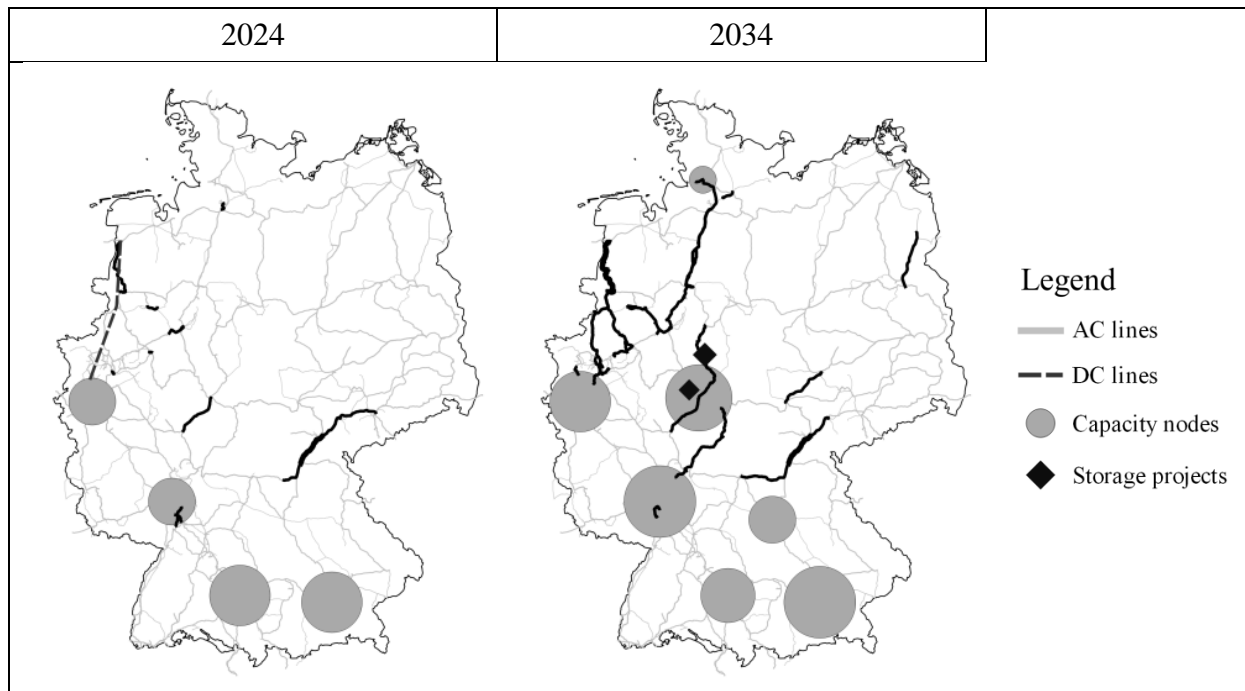 2024
2034
Legend
AC lines
DC lines
Capacity nodes
Storage projects